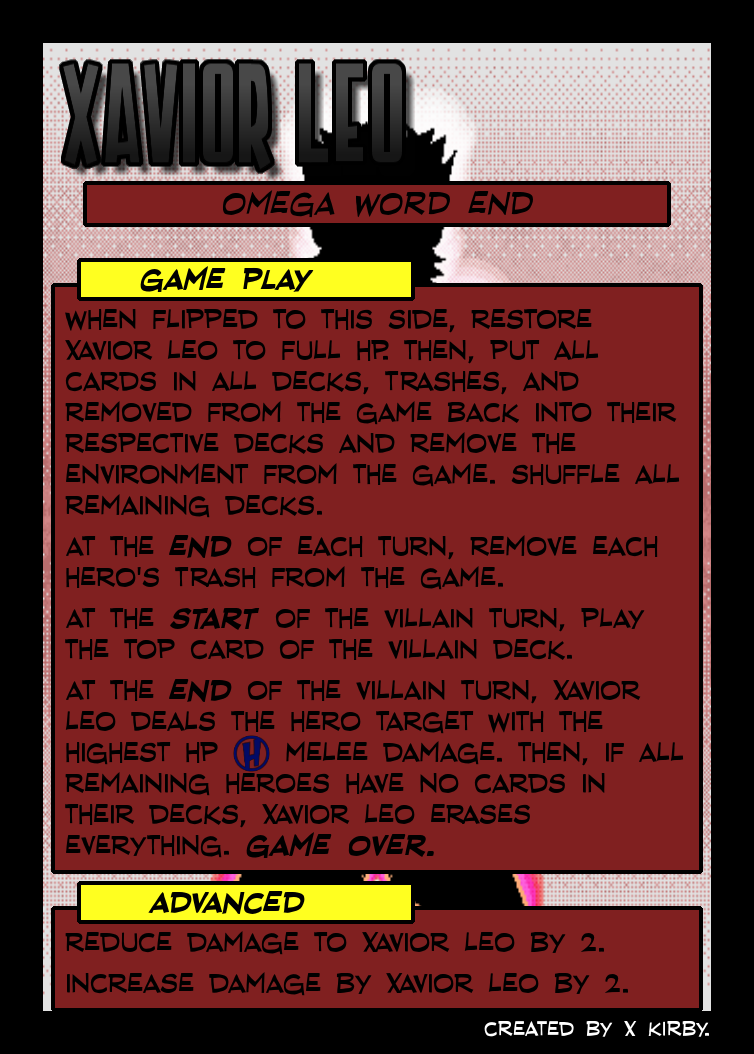 XAVIOR LEO
OMEGA WORD END
GAME PLAY
WHEN FLIPPED TO THIS SIDE, RESTORE
XAVIOR LEO TO FULL HP. THEN, PUT ALL
CARDS IN ALL DECKS, TRASHES, AND
REMOVED FROM THE GAME BACK INTO THEIR
RESPECTIVE DECKS AND REMOVE THE
ENVIRONMENT FROM THE GAME. SHUFFLE ALL
REMAINING DECKS.
AT THE END OF EACH TURN, REMOVE EACH
HERO'S TRASH FROM THE GAME.
AT THE START OF THE VILLAIN TURN, PLAY
THE TOP CARD OF THE VILLAIN DECK.
AT THE END OF THE VILLAIN TURN, XAVIOR
LEO DEALS THE HERO TARGET WITH THE
HIGHEST HP H MELEE DAMAGE. THEN, IF ALL
REMAINING HEROES HAVE NO CARDS IN
THEIR DECKS, XAVIOR LEO ERASES
EVERYTHING. GAME OVER.
ADVANCED
REDUCE DAMAGE TO XAVIOR LEO BY 2.
INCREASE DAMAGE BY XAVIOR LEO BY 2.
CREATED BY X KIRBY.